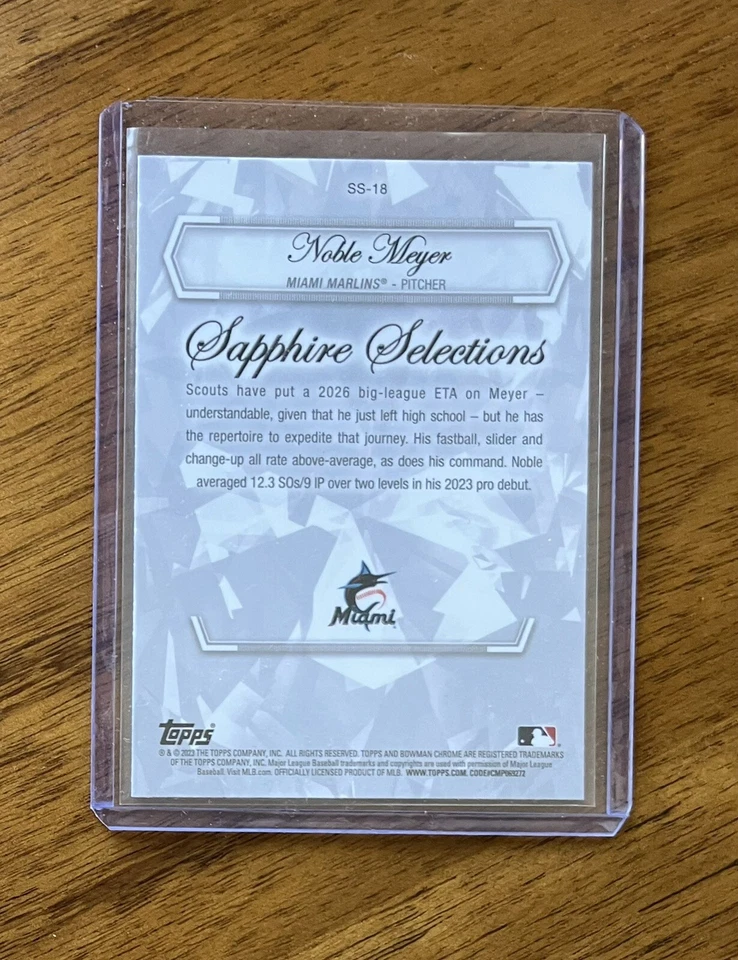 SS-18
Noble Meyer
MIAMI MARLINS® - PITCHER
Sapphire Selections
Scouts have put a 2026 big-league ETA on Meyer –
understandable, given that he just left high school – but he has
the repertoire to expedite that journey. His fastball, slider and
change-up all rate above-average, as does his command. Noble
averaged 12.3 SOs/9 IP over two levels in his 2023 pro debut.
Miami
Topps®
® & © 2023 THE TOPPS COMPANY, INC. ALL RIGHTS RESERVED. TOPPS AND BOWMAN CHROME ARE REGISTERED TRADEMARKS
OF THE TOPPS COMPANY, INC. Major League Baseball trademarks and copyrights are used with permission of Major League
Baseball. Visit MLB.com. OFFICIALLY LICENSED PRODUCT OF MLB. WWW.TOPPS.COM. CODE#CMP069272